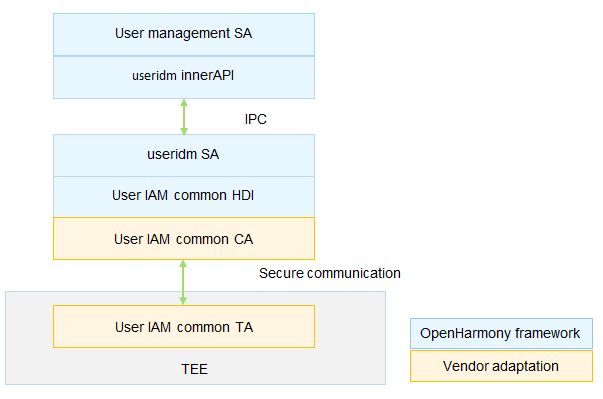 User management SA
useridm innerAPI
IPC
useridm SA
User IAM common HDI
User IAM common CA
Secure communication
User IAM common TA
TEE
OpenHarmony framework
Vendor adaptation